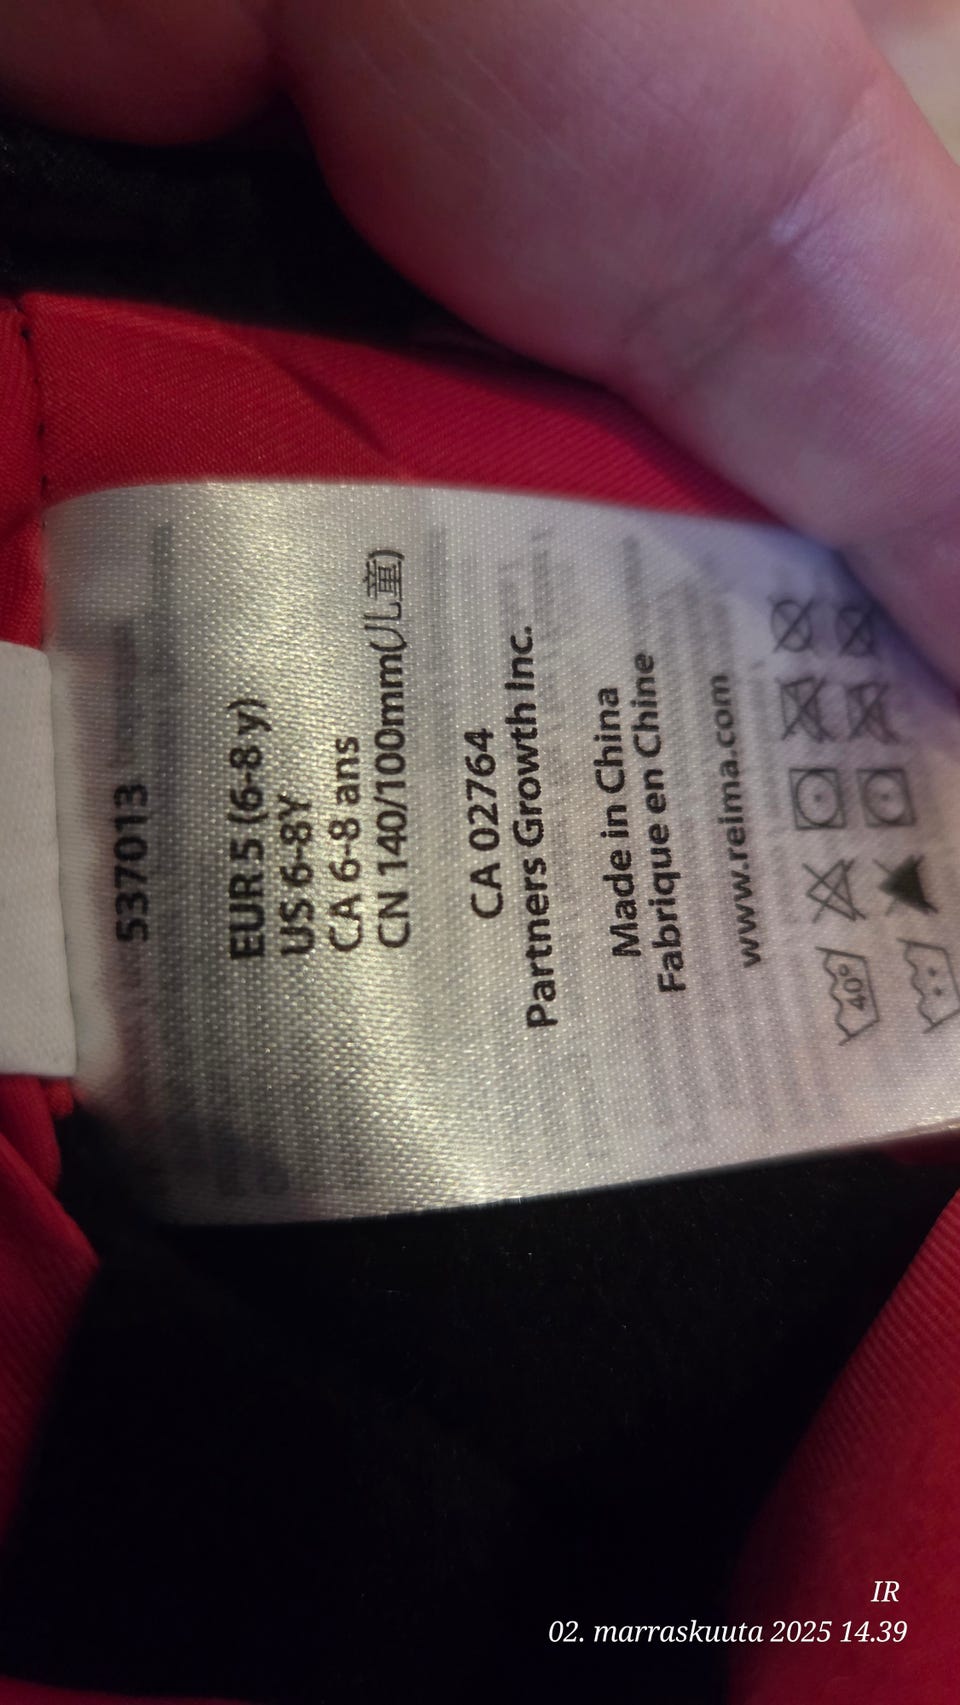 537013
EUR 5 (6-8 y)
US 6-8Y
CA 6-8 ans
CN 140/100mm(儿童)
CA 02764
Partners Growth Inc.
Made in China
Fabrique en Chine
www.reima.com
40°
IR
02. marraskuuta 2025 14.39